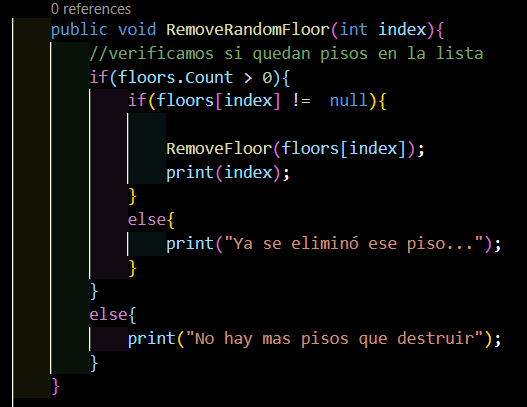 0 references
public void RemoveRandomFloor(int index){
//verificamos si quedan pisos en la lista
if(floors.Count > 0){
if(floors[index] !=  null){
RemoveFloor(floors[index]);
print(index);
}
else{
print("Ya se eliminó ese piso...");
}
}
else{
print("No hay mas pisos que destruir");
}
}